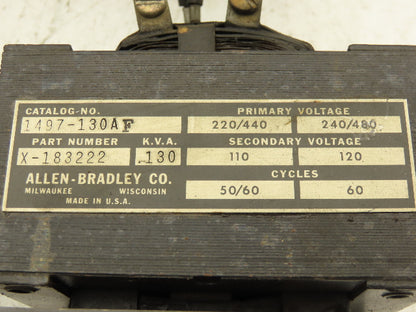 CATALOG-NO. PRIMARY VOLTAGE
1497-130AF 220/440 240/480
PART NUMBER K.V.A. SECONDARY VOLTAGE
X-183222 .130 110 120
ALLEN-BRADLEY CO. CYCLES
MILWAUKEE WISCONSIN 50/60 60
MADE IN U.S.A.